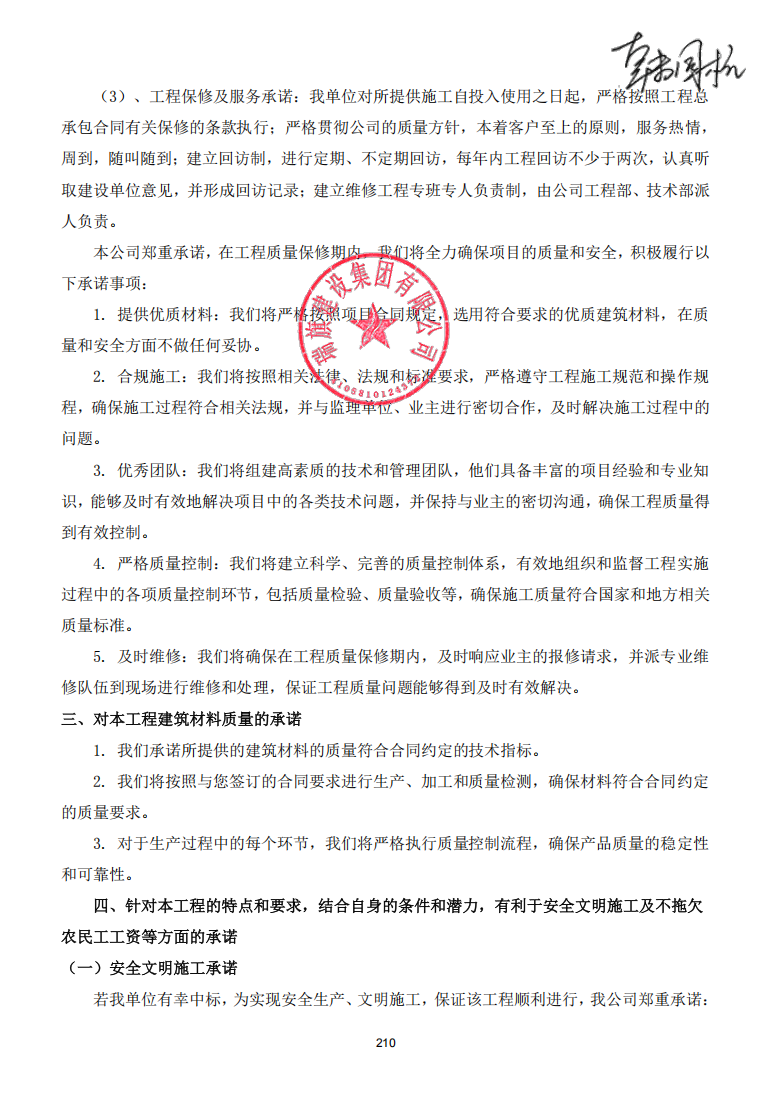 （3）、工程保修及服务承诺：我单位对所提供施工自投入使用之日起，严格按照工程总
承包合同有关保修的条款执行；严格贯彻公司的质量方针，本着客户至上的原则，服务热情，
周到，随叫随到；建立回访制，进行定期、不定期回访，每年内工程回访不少于两次，认真听
取建设单位意见，并形成回访记录；建立维修工程专班专人负责制，由公司工程部、技术部派
人负责。
本公司郑重承诺，在工程质量保修期内，我们将全力确保项目的质量和安全，积极履行以
下承诺事项：
1. 提供优质材料：我们将严格按照项目合同规定，选用符合要求的优质建筑材料，在质
量和安全方面不做任何妥协。
2. 合规施工：我们将按照相关法律、法规和标准要求，严格遵守工程施工规范和操作规
程，确保施工过程符合相关法规，并与监理单位、业主进行密切合作，及时解决施工过程中的
问题。
3. 优秀团队：我们将组建高素质的技术和管理团队，他们具备丰富的项目经验和专业知
识，能够及时有效地解决项目中的各类技术问题，并保持与业主的密切沟通，确保工程质量得
到有效控制。
4. 严格质量控制：我们将建立科学、完善的质量控制体系，有效地组织和监督工程实施
过程中的各项质量控制环节，包括质量检验、质量验收等，确保施工质量符合国家和地方相关
质量标准。
5. 及时维修：我们将确保在工程质量保修期内，及时响应业主的报修请求，并派专业维
修队伍到现场进行维修和处理，保证工程质量问题能够得到及时有效解决。
三、对本工程建筑材料质量的承诺
1. 我们承诺所提供的建筑材料的质量符合合同约定的技术指标。
2. 我们将按照与您签订的合同要求进行生产、加工和质量检测，确保材料符合合同约定
的质量要求。
3. 对于生产过程中的每个环节，我们将严格执行质量控制流程，确保产品质量的稳定性
和可靠性。
四、针对本工程的特点和要求，结合自身的条件和潜力，有利于安全文明施工及不拖欠
农民工工资等方面的承诺
（一）安全文明施工承诺
若我单位有幸中标，为实现安全生产、文明施工，保证该工程顺利进行，我公司郑重承诺：
210
旗建设集团有限公司